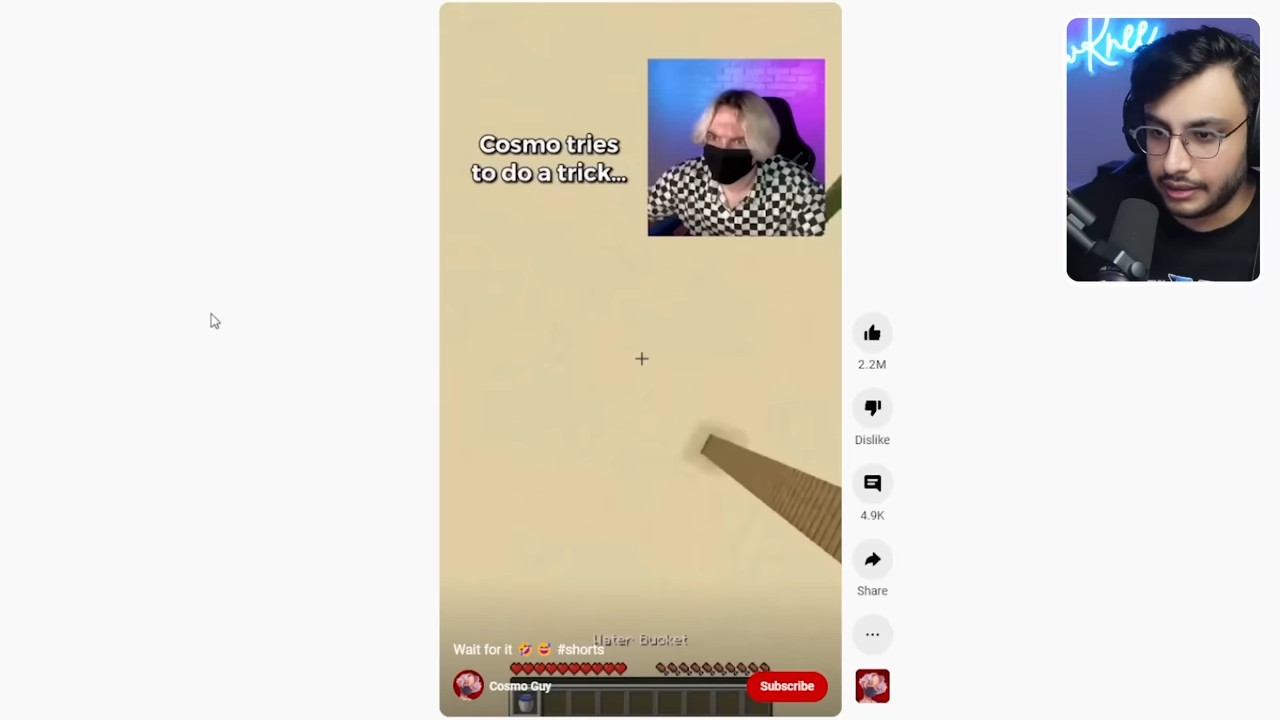 Cosmo tries
to do a trick...
2.2M
Dislike
4.9K
Share
Water Bucket
Wait for it 🤣 😅 #shorts
Cosmo Guy
Subscribe